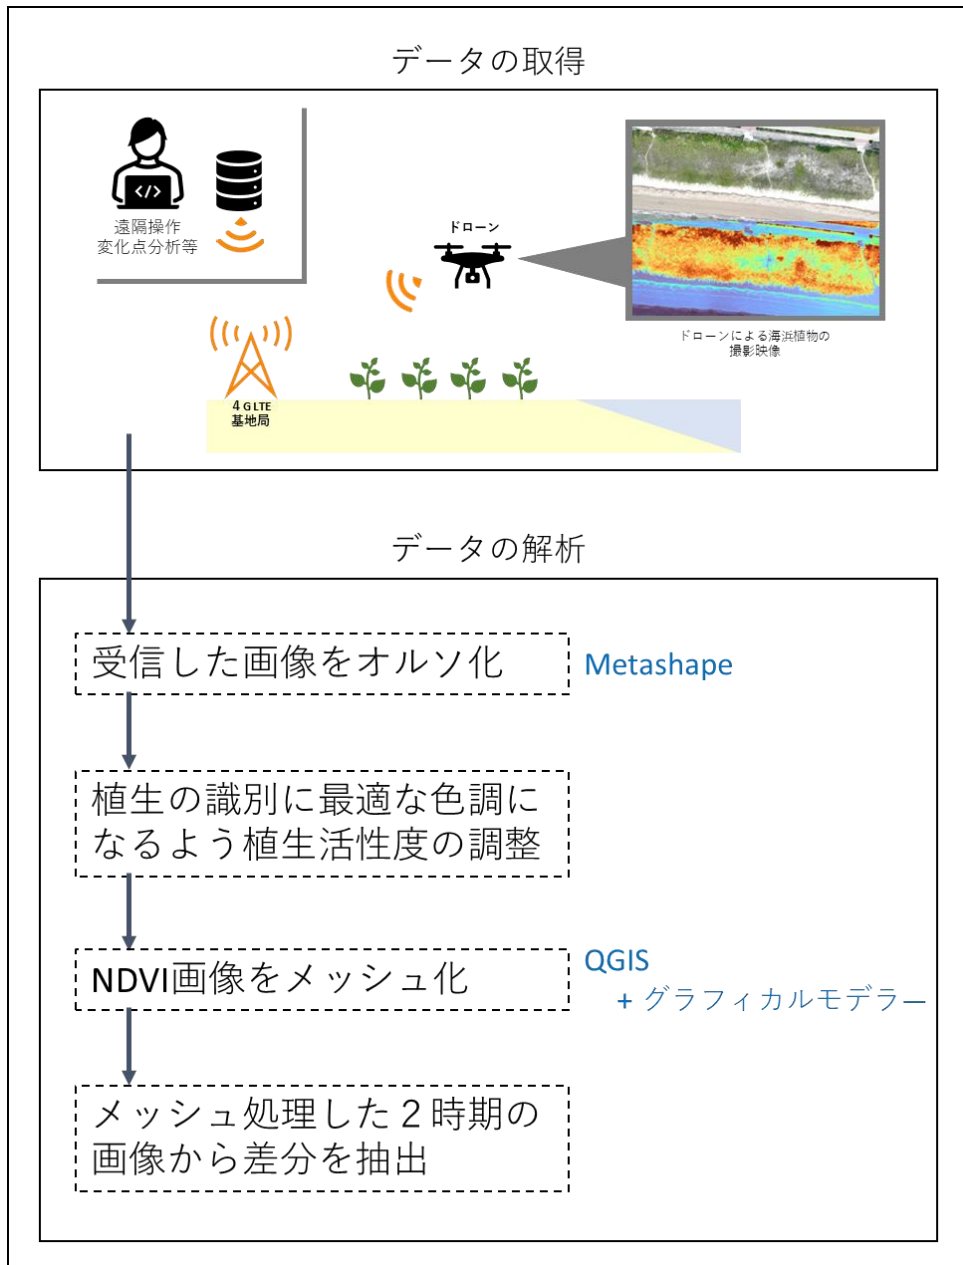 データの取得
</>
遠隔操作
変化点分析等
ドローン
ドローンによる海浜植物の
撮影映像
4G LTE
基地局
データの解析
受信した画像をオルソ化
Metashape
植生の識別に最適な色調に
なるよう植生活性度の調整
NDVI画像をメッシュ化
QGIS
+ グラフィカルモデラー
メッシュ処理した２時期の
画像から差分を抽出